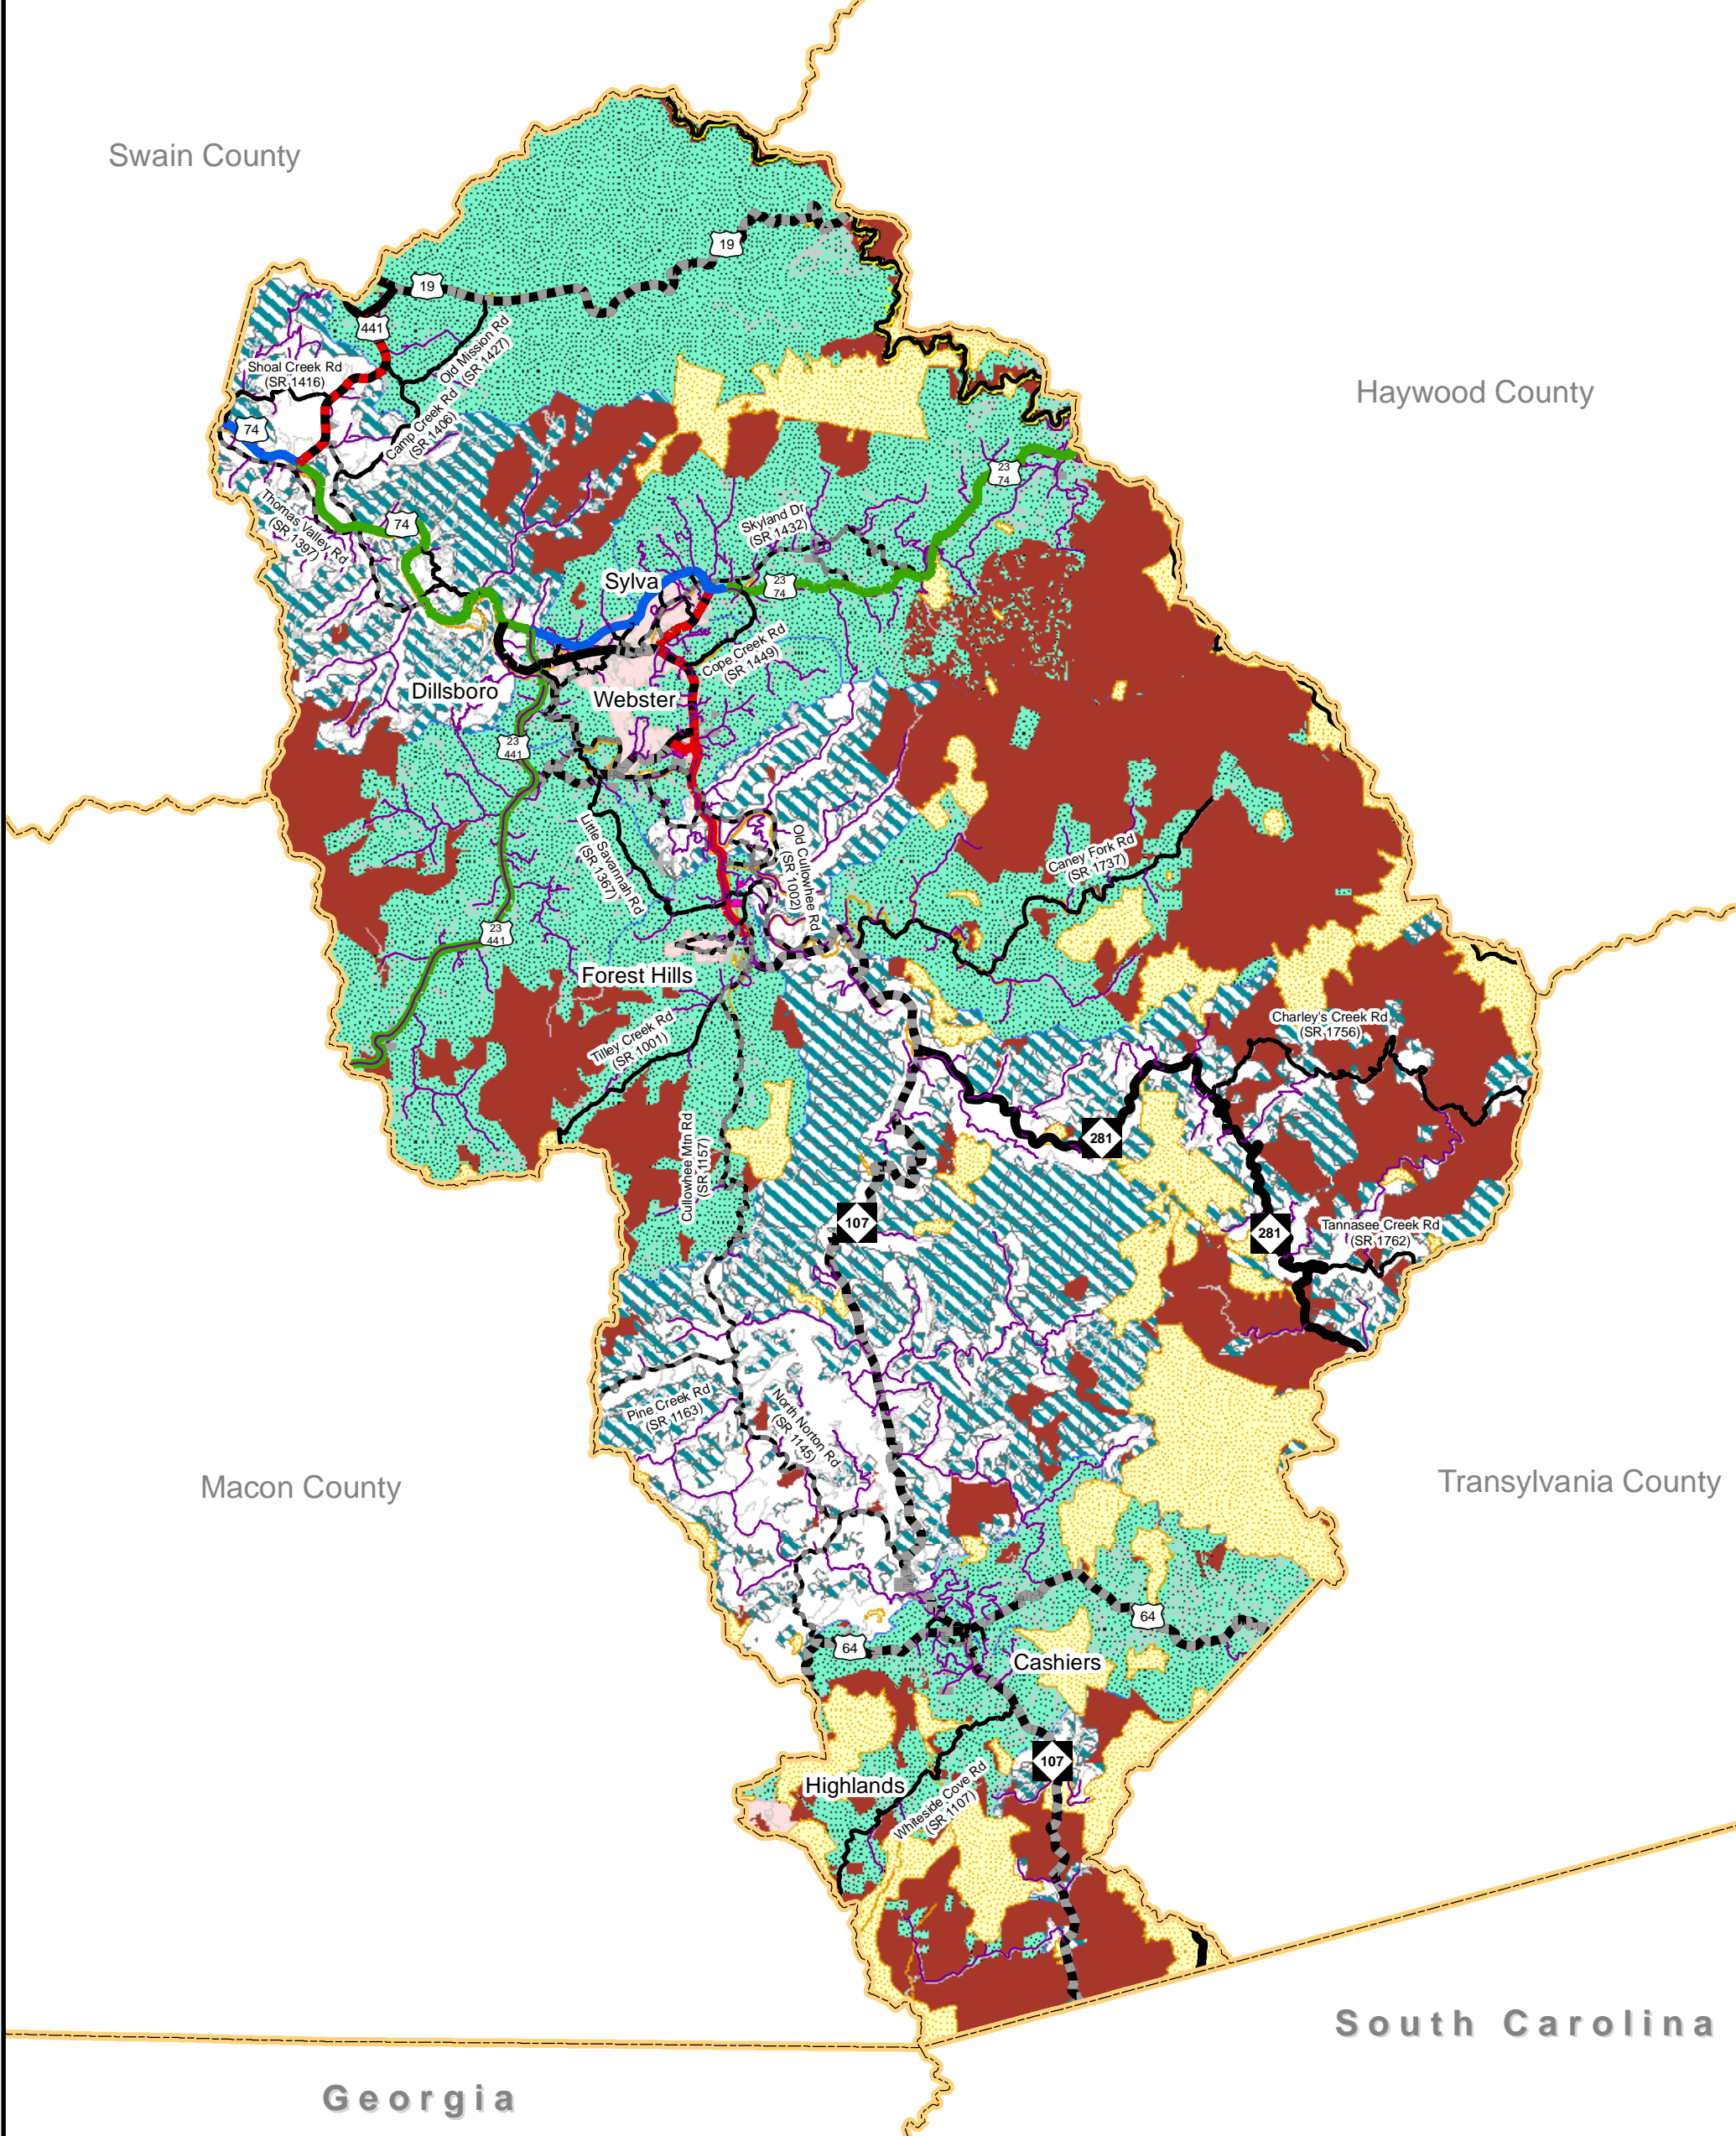 Swain County
19
19
441
Haywood County
Old Mission Rd
(SR 1427)
Shoal Creek Rd
(SR 1416)
Camp Creek Rd
(SR 1406)
74
23
74
Thomas Valley Rd
(SR 1397)
74
Skyland Dr
(SR 1432)
Sylva
23
74
Cope Creek Rd
(SR 1449)
Dillsboro
Webster
23
441
Little Savannah Rd
(SR 1367)
Old Cullowhee Rd
(SR 1002)
Caney Fork Rd
(SR 1737)
23
441
Forest Hills
Tilley Creek Rd
(SR 1001)
Charley's Creek Rd
(SR 1756)
Cullowhee Mtn Rd
(SR 1157)
281
107
281
Tannasee Creek Rd
(SR 1762)
Pine Creek Rd
(SR 1163)
North Norton Rd
(SR 1145)
Macon County
Transylvania County
64
64
Cashiers
107
Highlands
Whiteside Cove Rd
(SR 1107)
South Carolina
Georgia